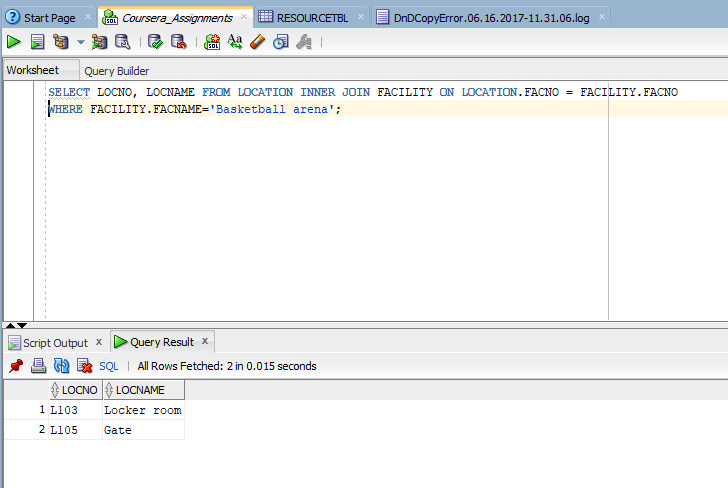 Start Page
Coursera_Assignments
RESOURCETBL
DnDCopyError.06.16.2017-11.31.06.log
Worksheet
Query Builder
SELECT LOCNO, LOCNAME FROM LOCATION INNER JOIN FACILITY ON LOCATION.FACNO = FACILITY.FACNO
WHERE FACILITY.FACNAME='Basketball arena';
Script Output x
Query Result x
SQL | All Rows Fetched: 2 in 0.015 seconds
LOCNO LOCNAME
1 L103 Locker room
2 L105 Gate